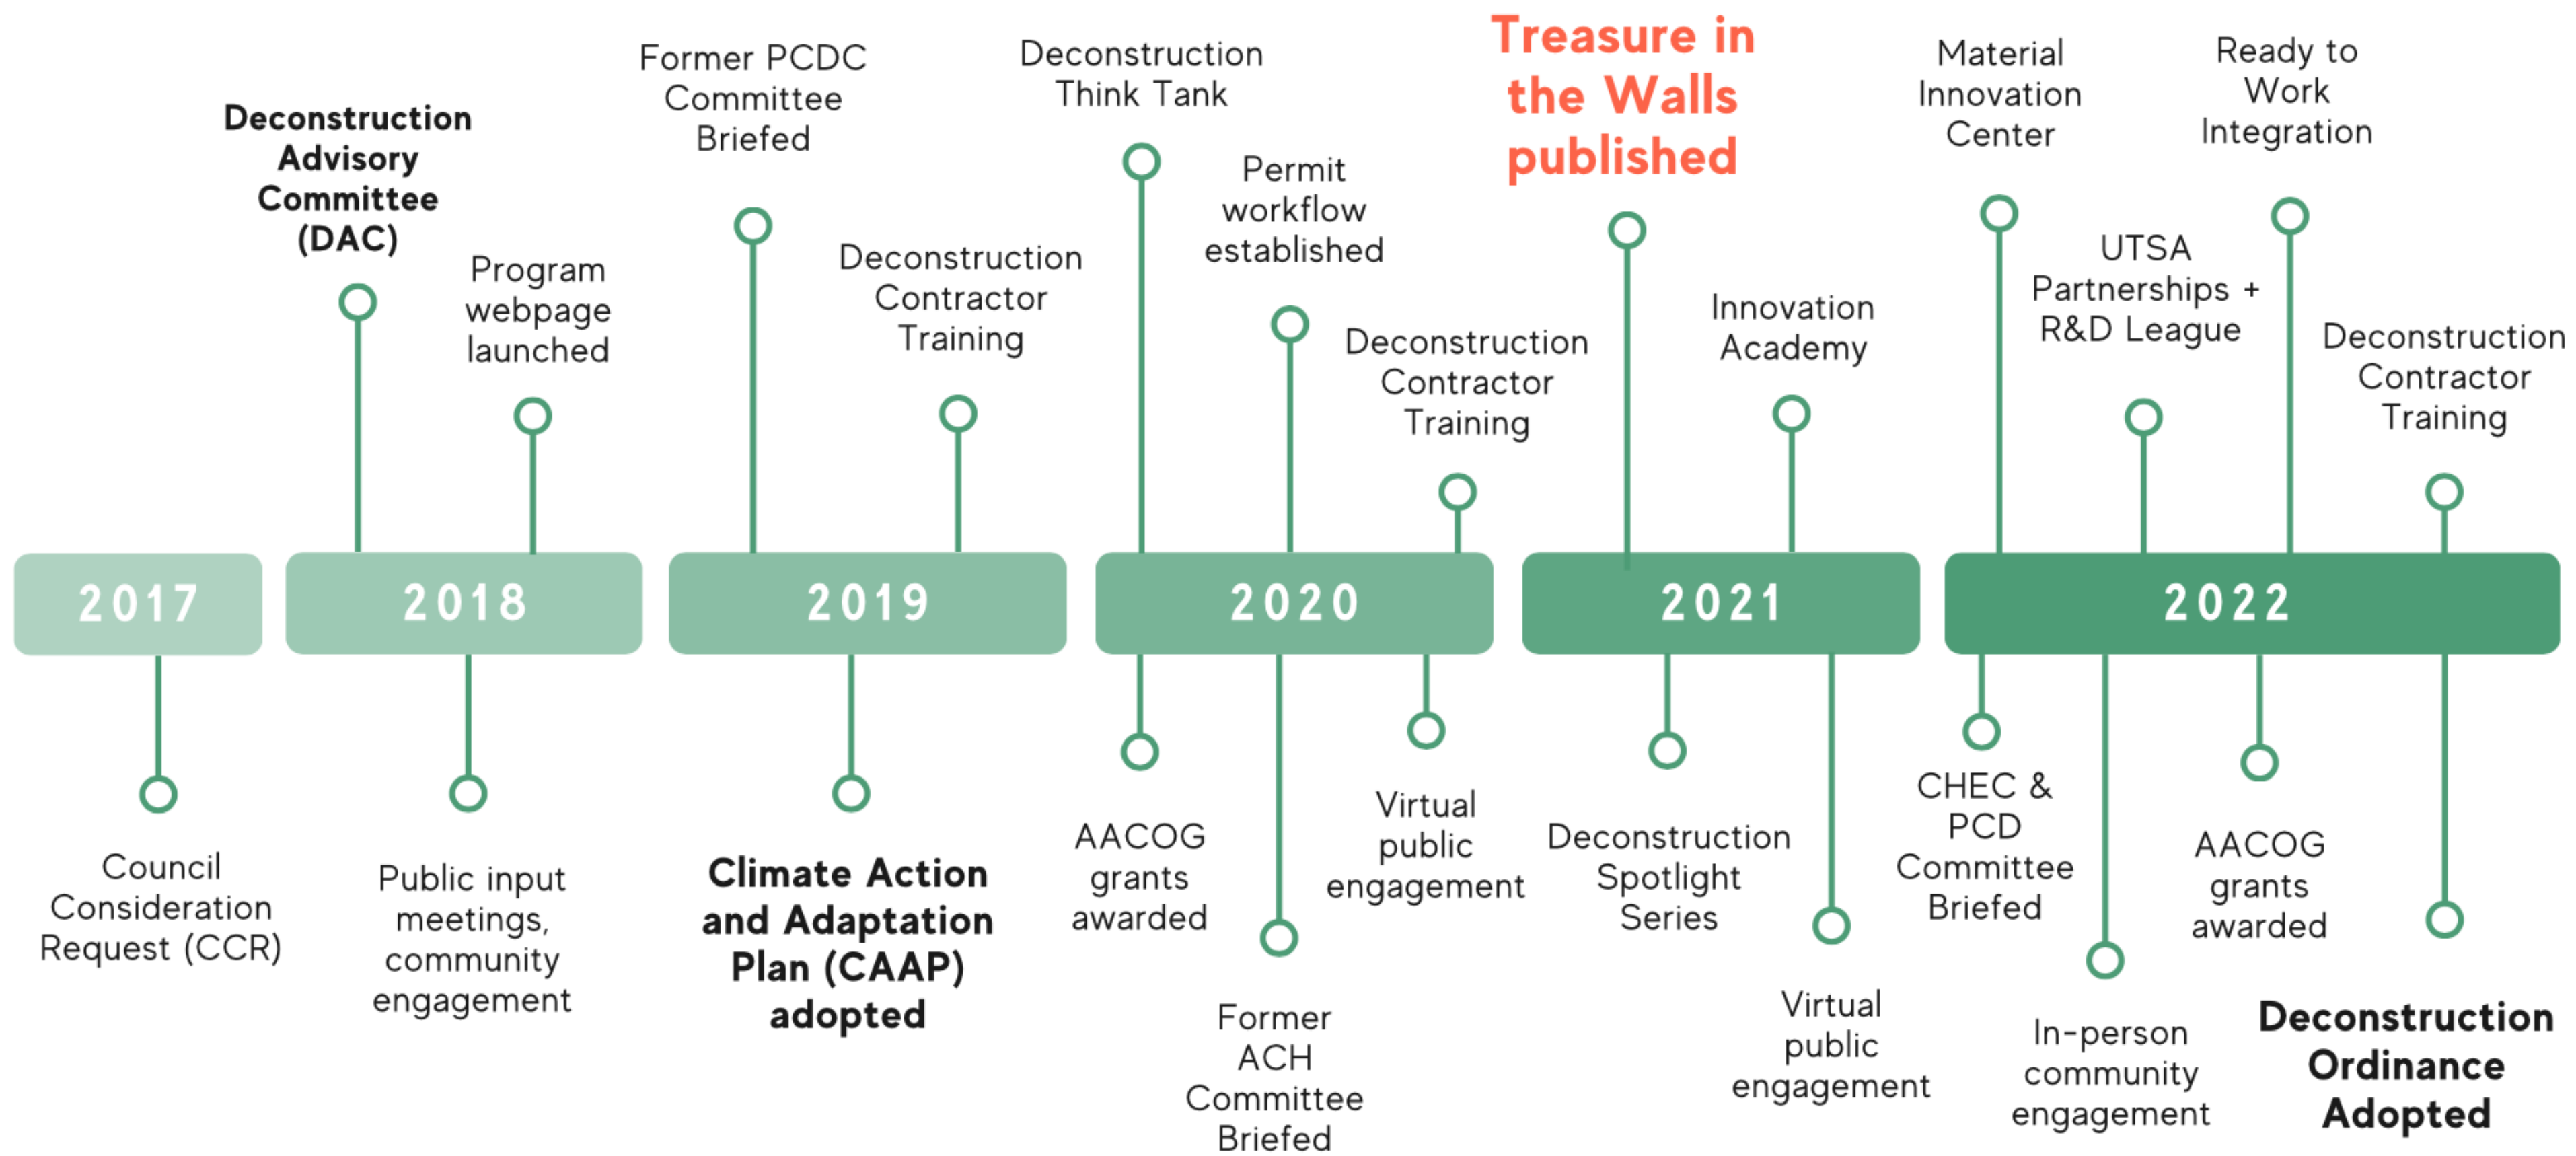 Deconstruction
Advisory
Committee
(DAC)
Program
webpage
launched
Former PCDC
Committee
Briefed
Deconstruction
Contractor
Training
Deconstruction
Think Tank
Permit
workflow
established
Deconstruction
Contractor
Training
Treasure in
the Walls
published
Innovation
Academy
Material
Innovation
Center
UTSA
Partnerships +
R&D League
Ready to
Work
Integration
Deconstruction
Contractor
Training
2017
2018
2019
2020
2021
2022
Council
Consideration
Request (CCR)
Public input
meetings,
community
engagement
Climate Action
and Adaptation
Plan (CAAP)
adopted
AACOG
grants
awarded
Former
ACH
Committee
Briefed
Virtual
public
engagement
Deconstruction
Spotlight
Series
Virtual
public
engagement
CHEC &
PCD
Committee
Briefed
In-person
community
engagement
AACOG
grants
awarded
Deconstruction
Ordinance
Adopted